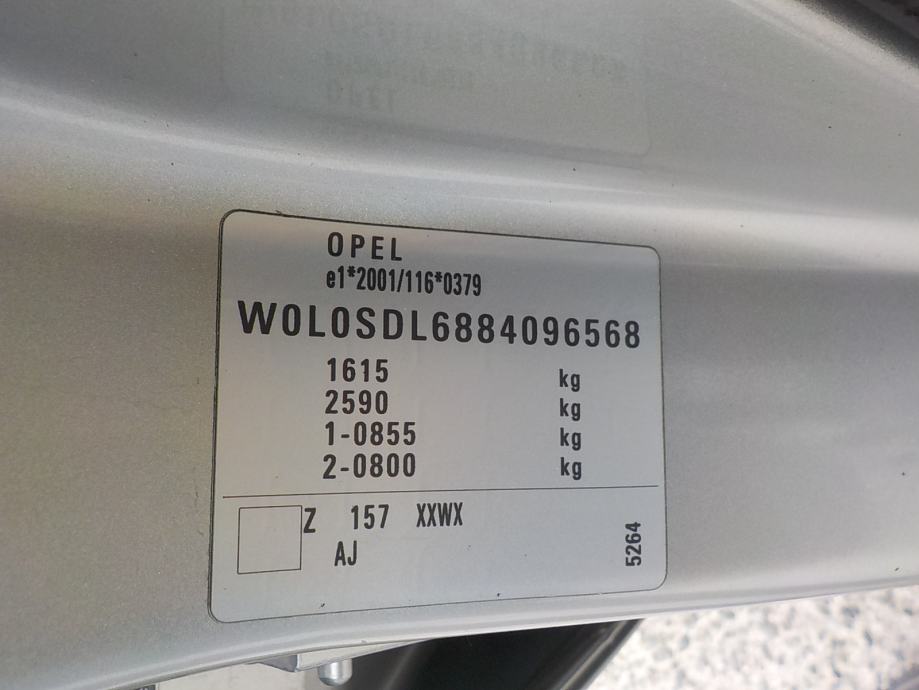 OPEL
e1*2001/116*0379
W0L0SDL6884096568
1615 kg
2590 kg
1-0855 kg
2-0800 kg
Z 157 XXWX
AJ
5264